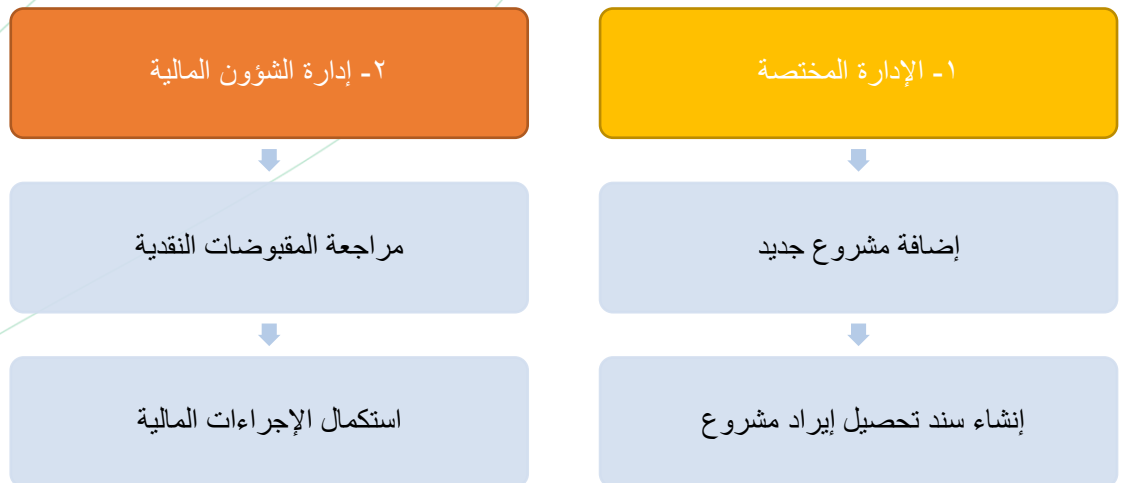 ١- الإدارة المختصة
إضافة مشروع جديد
إنشاء سند تحصيل إيراد مشروع
٢- إدارة الشؤون المالية
مراجعة المقبوضات النقدية
استكمال الإجراءات المالية